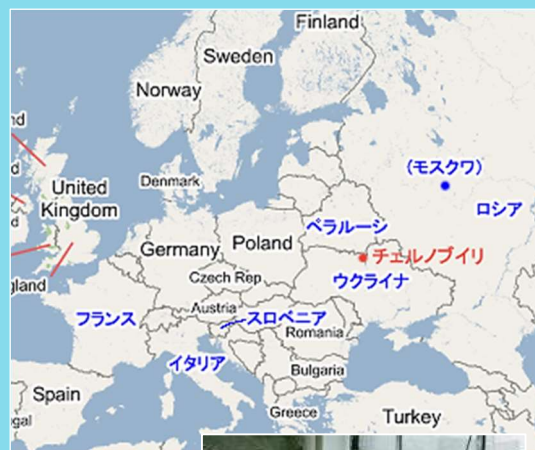 Finland
Sweden
Norway
(モスクワ)
Denmark
United
Kingdom
ロシア
ベラルーシ
Germany
Poland
チェルノブイリ
Czech Rep.
ウクライナ
Austria
フランス
スロベニア
Romania
イタリア
Bulgaria
Spain
Greece
Turkey